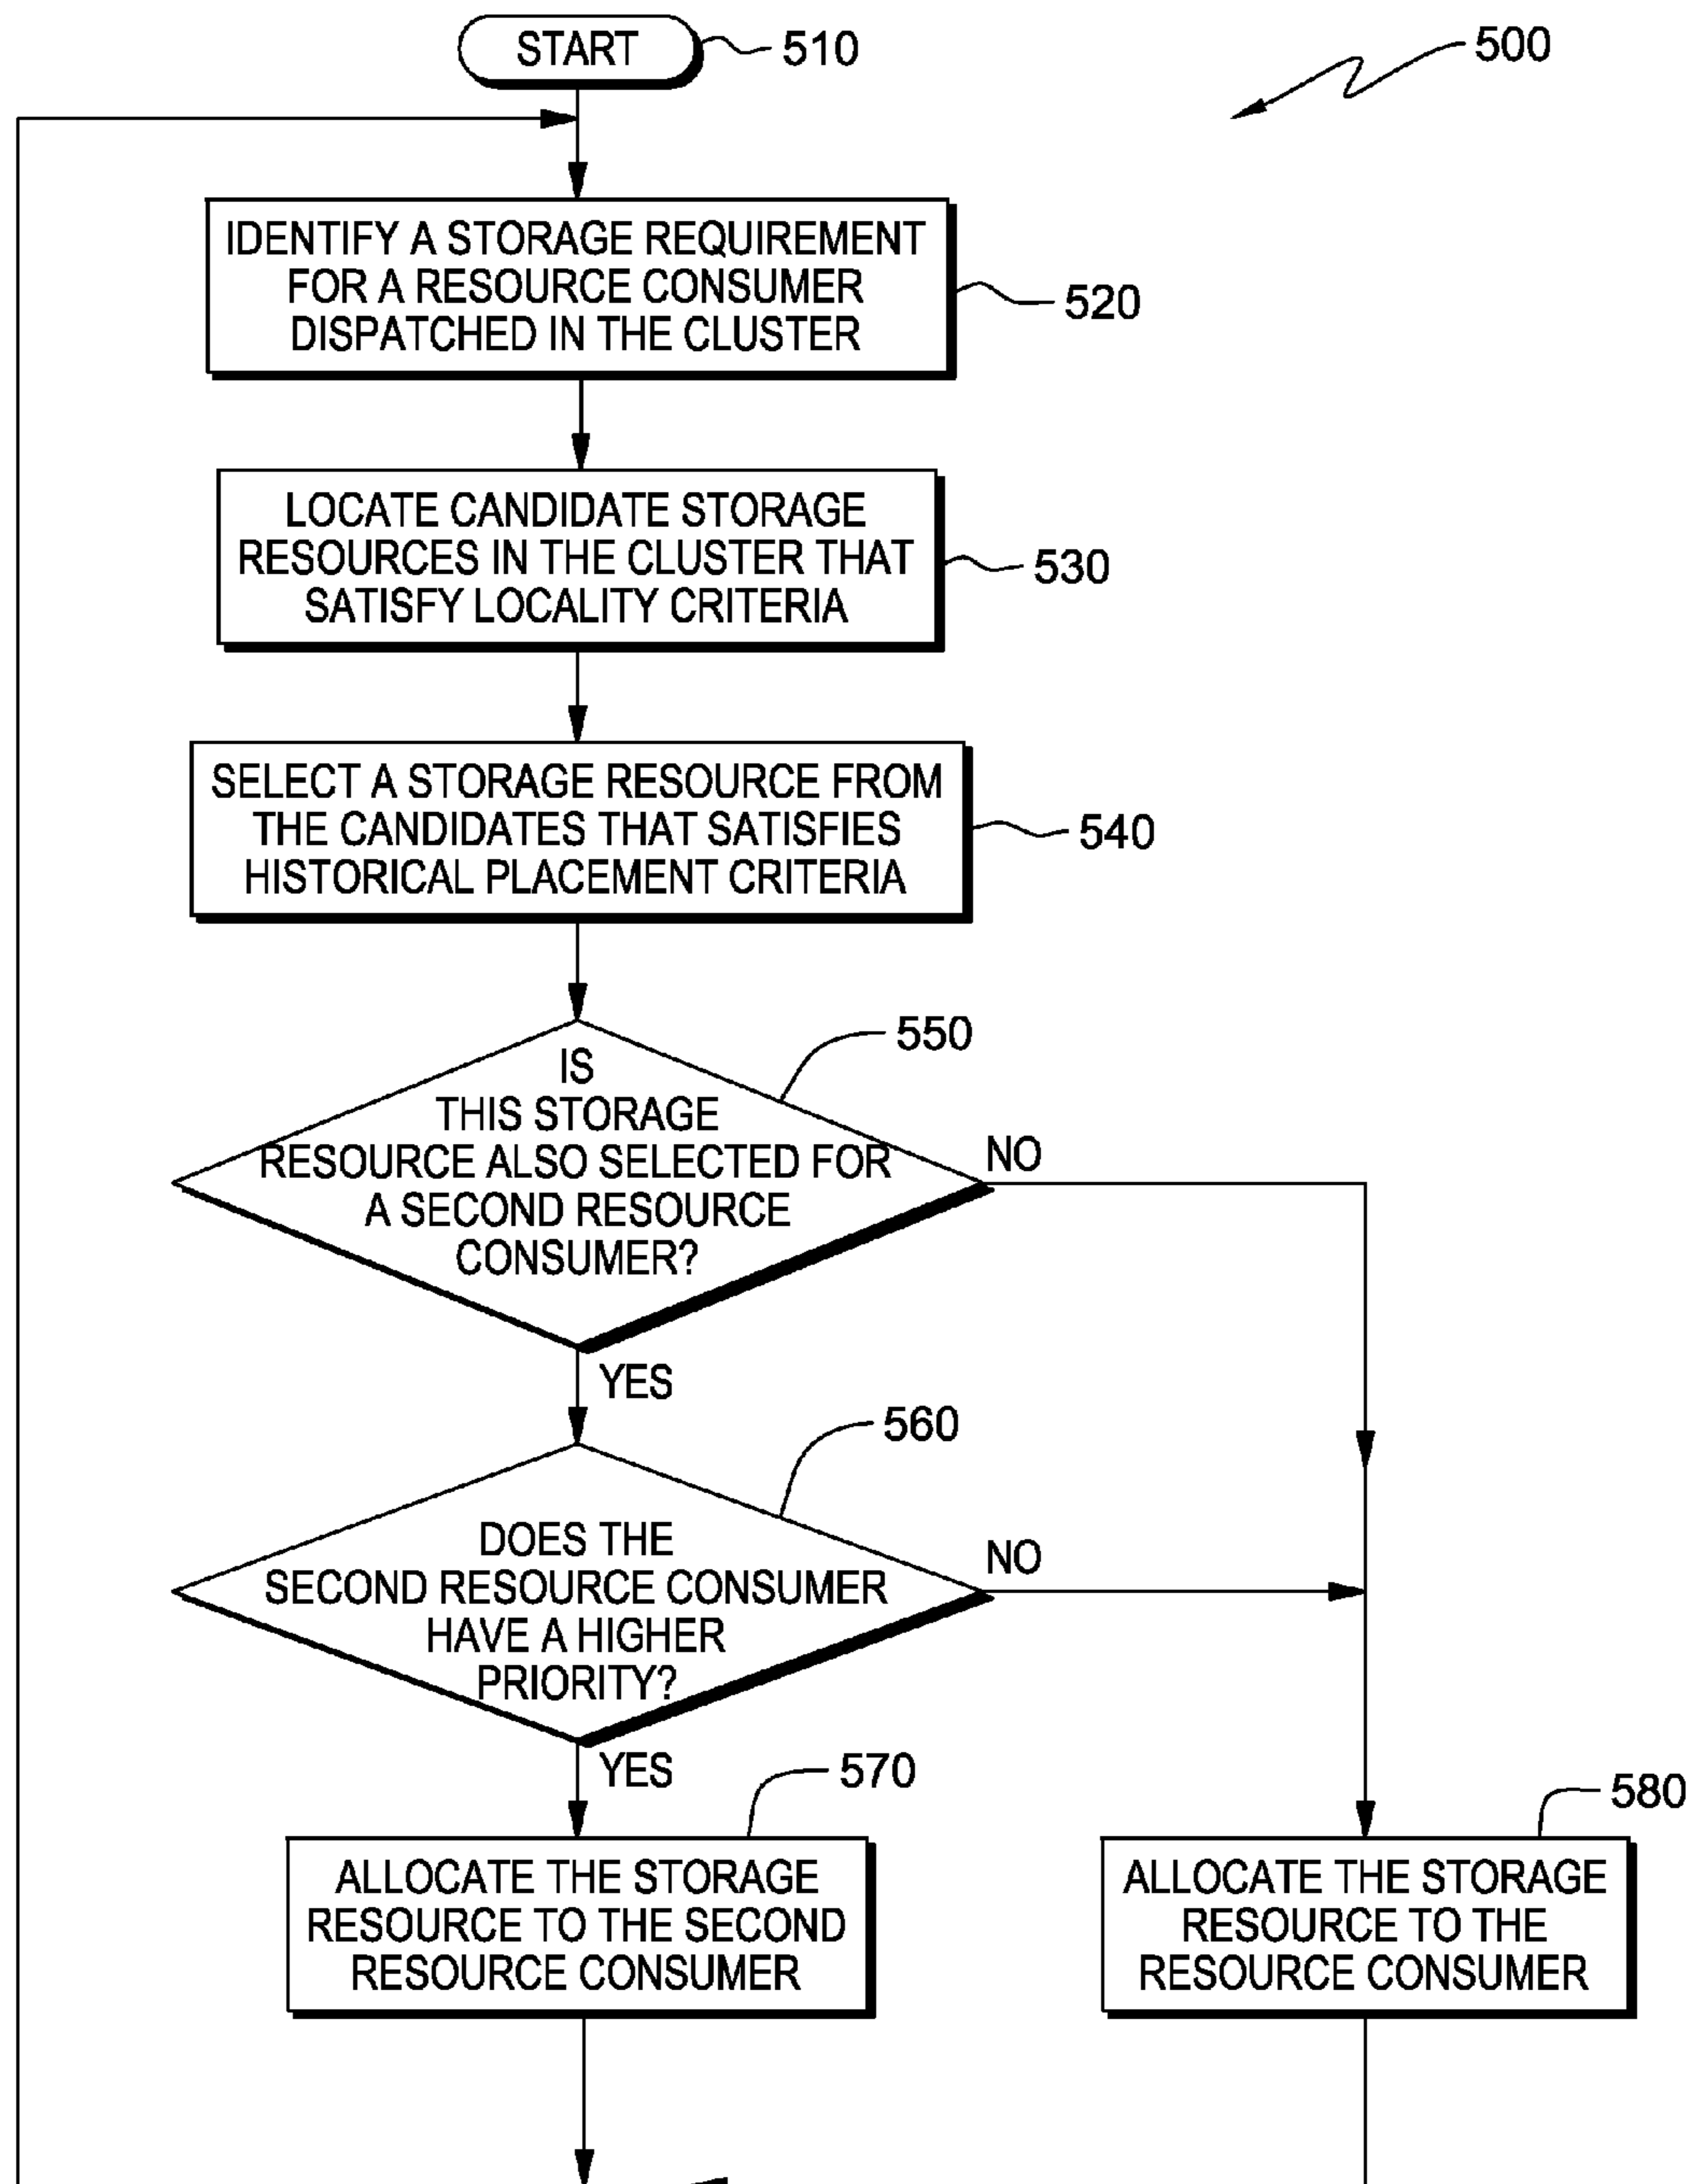 START
510
500
IDENTIFY A STORAGE REQUIREMENT
FOR A RESOURCE CONSUMER
DISPATCHED IN THE CLUSTER
520
LOCATE CANDIDATE STORAGE
RESOURCES IN THE CLUSTER THAT
SATISFY LOCALITY CRITERIA
530
SELECT A STORAGE RESOURCE FROM
THE CANDIDATES THAT SATISFIES
HISTORICAL PLACEMENT CRITERIA
540
550
IS
THIS STORAGE
RESOURCE ALSO SELECTED FOR
A SECOND RESOURCE
CONSUMER?
NO
YES
560
DOES THE
SECOND RESOURCE CONSUMER
HAVE A HIGHER
PRIORITY?
NO
YES
570
ALLOCATE THE STORAGE
RESOURCE TO THE SECOND
RESOURCE CONSUMER
580
ALLOCATE THE STORAGE
RESOURCE TO THE
RESOURCE CONSUMER